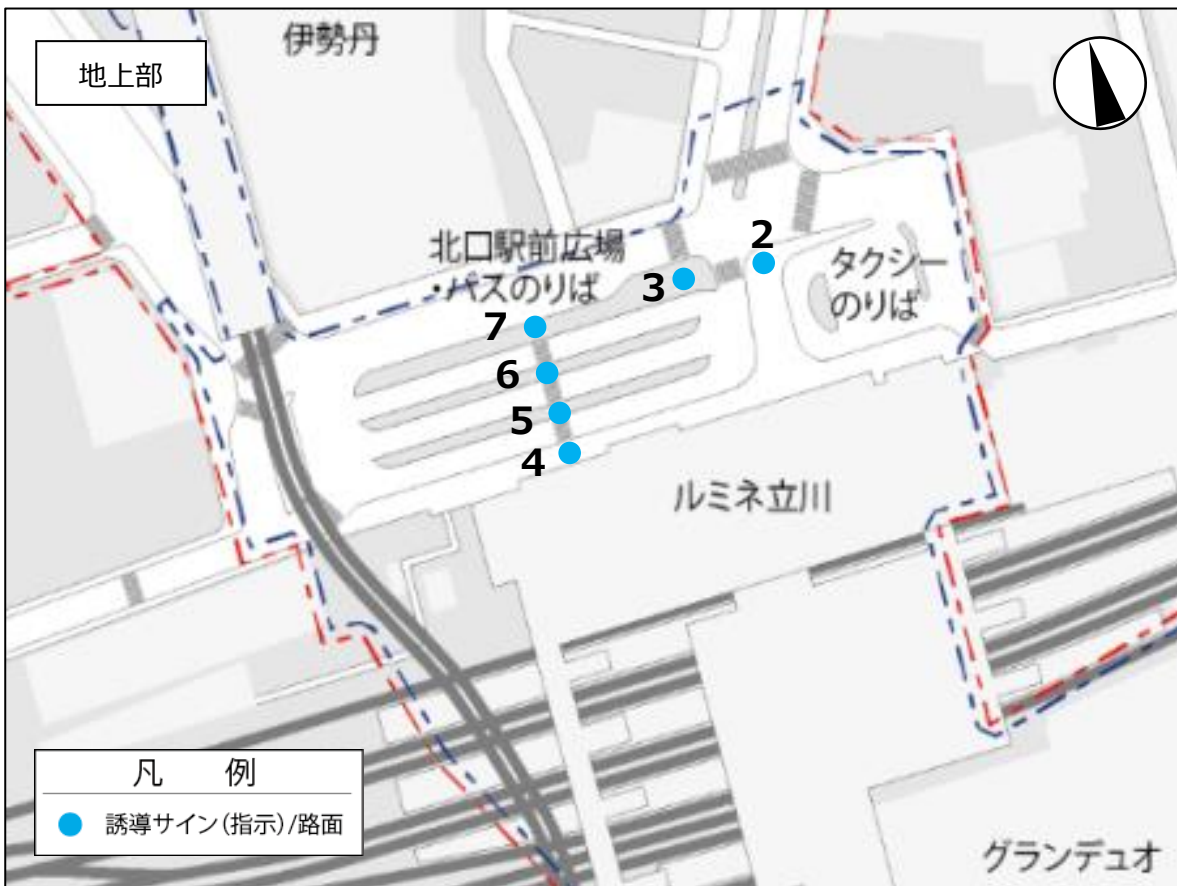 伊勢丹
地上部
2
北口駅前広場
・バスのりば
タクシー
のりば
3
7
6
5
4
ルミネ立川
凡 例
誘導サイン(指示)/路面
グランデュオ